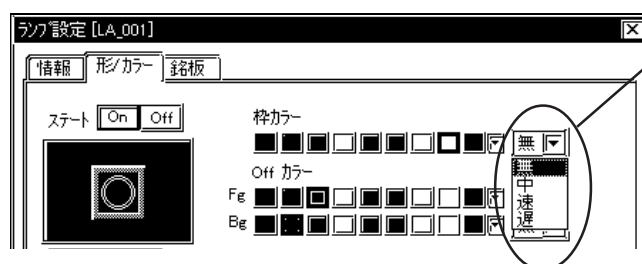 ランプ設定 [LA_001]
情報 形/カラー 銘板
ステート On Off
枠カラー
無
Off カラー
無
中
Fg
速
Bg
遅